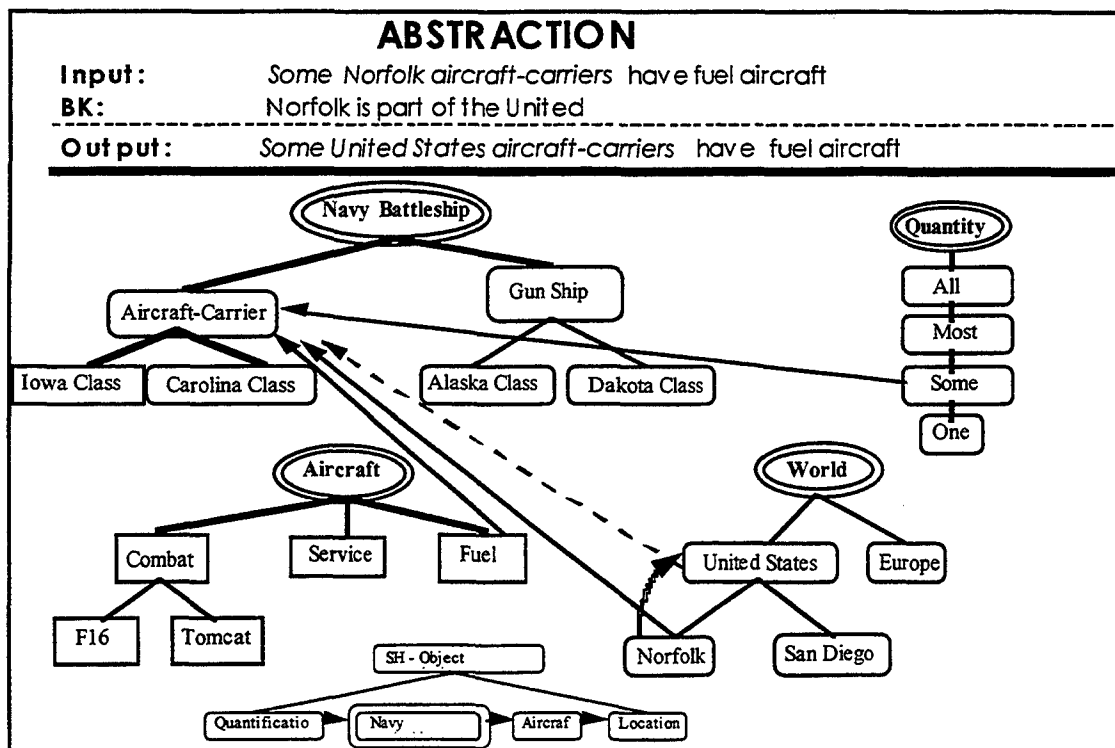 ABSTRACTION
Input: Some Norfolk aircraft-carriers have fuel aircraft
BK: Norfolk is part of the United
Output: Some United States aircraft-carriers have fuel aircraft
Navy Battleship
Quantity
Aircraft-Carrier
Gun Ship
All
Most
Iowa Class
Carolina Class
Alaska Class
Dakota Class
Some
One
Aircraft
World
Combat
Service
Fuel
United States
Europe
F16
Tomcat
Norfolk
San Diego
SH - Object
Quantificatio
Navy
Aircraf
Location